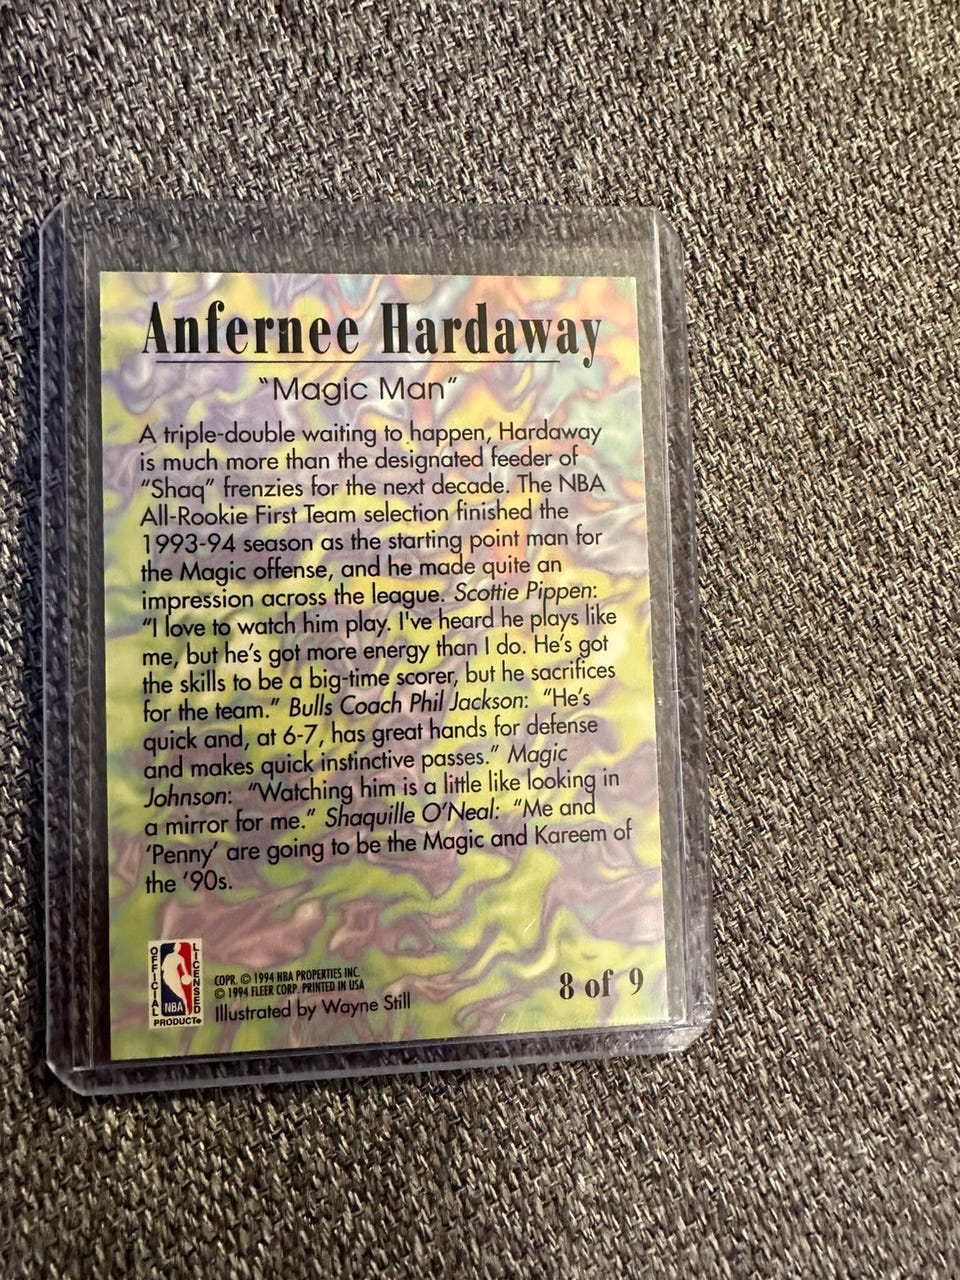 Anfernee Hardaway
"Magic Man"
A triple-double waiting to happen, Hardaway
is much more than the designated feeder of
"Shaq" frenzies for the next decade. The NBA
All-Rookie First Team selection finished the
1993-94 season as the starting point man for
the Magic offense, and he made quite an
impression across the league. Scottie Pippen:
"I love to watch him play. I've heard he plays like
me, but he's got more energy than I do. He's got
the skills to be a big-time scorer, but he sacrifices
for the team." Bulls Coach Phil Jackson: "He's
quick and, at 6-7, has great hands for defense
and makes quick instinctive passes." Magic
Johnson: "Watching him is a little like looking in
a mirror for me." Shaquille O'Neal: "Me and
'Penny' are going to be the Magic and Kareem of
the '90s.
OFFICIAL
LICENSED
NBA
PRODUCT®
COPR. © 1994 NBA PROPERTIES INC.
© 1994 FLEER CORP. PRINTED IN USA
Illustrated by Wayne Still
8 of 9